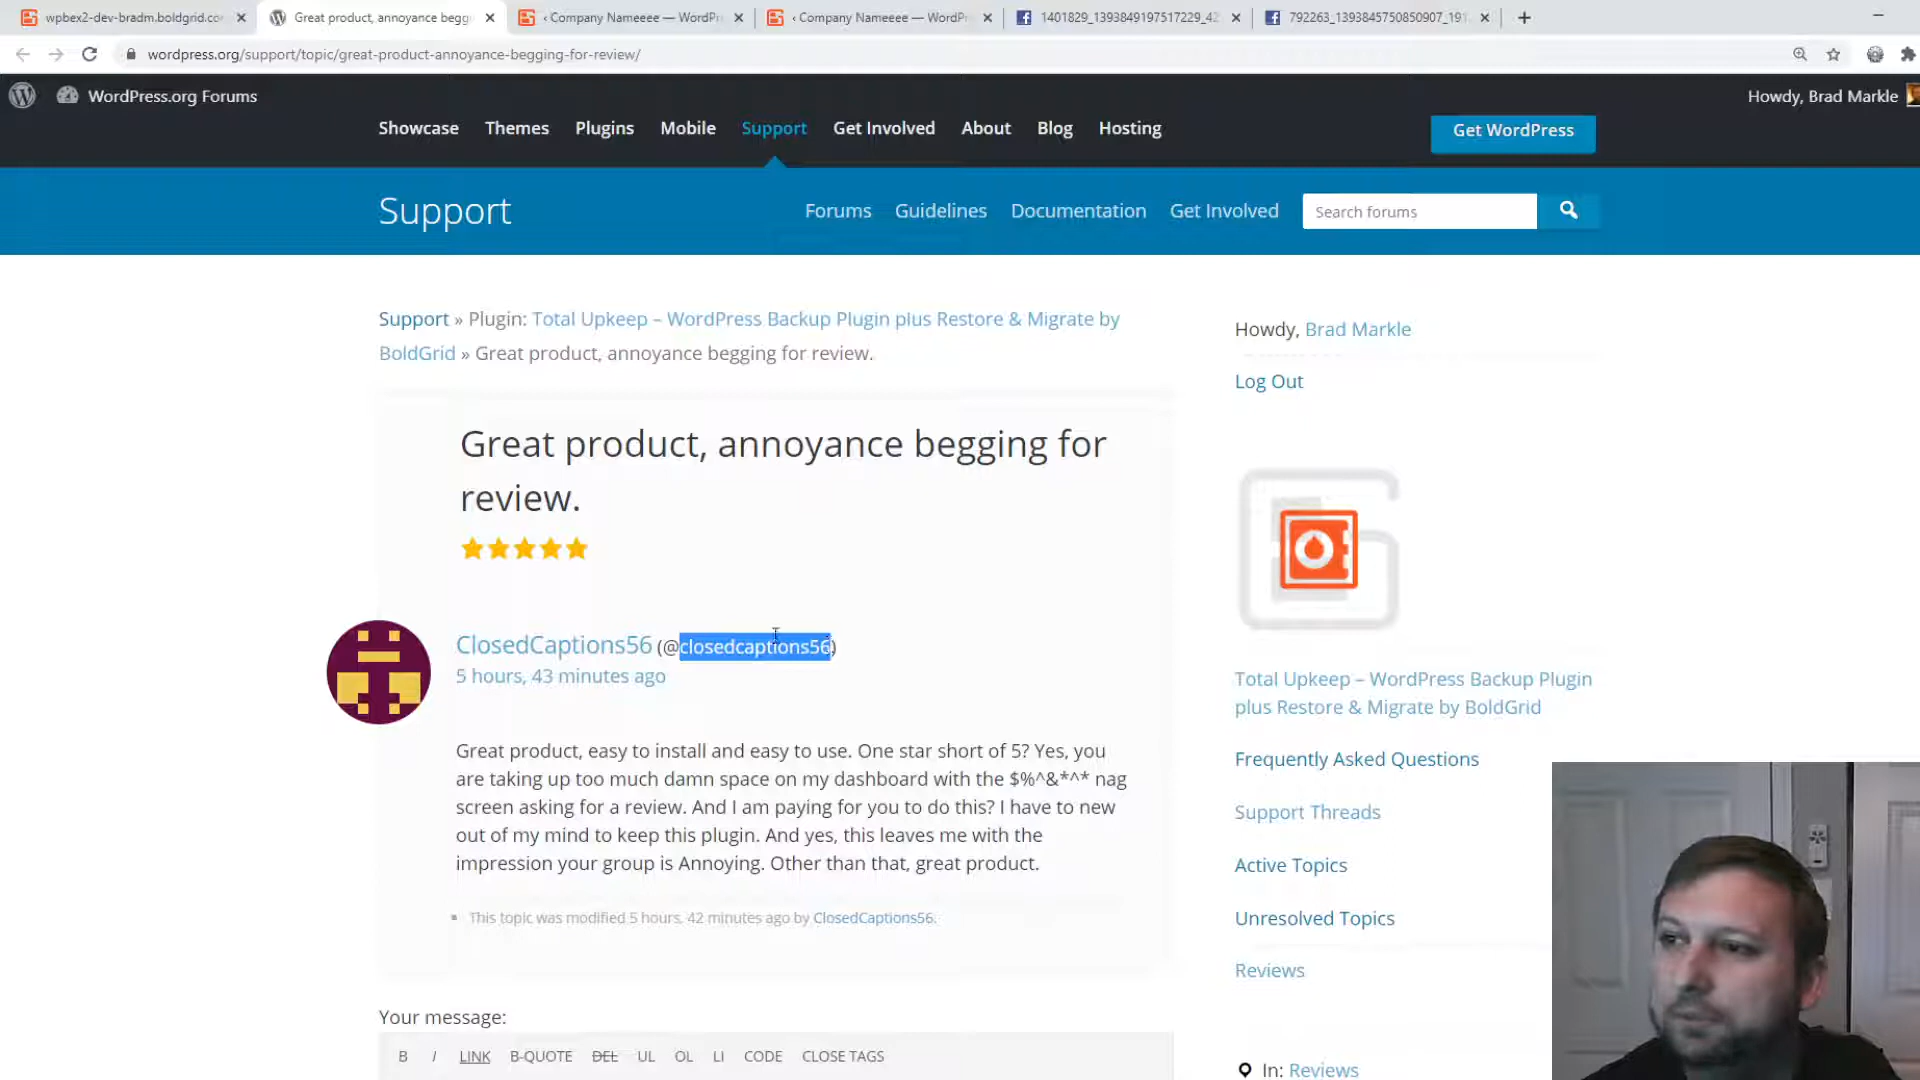 wpbex2-dev-bradm.boldgrid.co
Great product, annoyance begg
‹ Company Nameeee — WordPr
‹ Company Nameeee — WordPr
1401829_1393849197517229_42
792263_1393845750850907_191
wordpress.org/support/topic/great-product-annoyance-begging-for-review/
WordPress.org Forums
Howdy, Brad Markle
Showcase Themes Plugins Mobile Support Get Involved About Blog Hosting
Get WordPress
Support
Forums Guidelines Documentation Get Involved
Search forums
Support » Plugin: Total Upkeep – WordPress Backup Plugin plus Restore & Migrate by
BoldGrid » Great product, annoyance begging for review.
Howdy, Brad Markle
Log Out
Great product, annoyance begging for
review.
ClosedCaptions56 (@closedcaptions56)
5 hours, 43 minutes ago
Great product, easy to install and easy to use. One star short of 5? Yes, you
are taking up too much damn space on my dashboard with the $%^&*^* nag
screen asking for a review. And I am paying for you to do this? I have to new
out of my mind to keep this plugin. And yes, this leaves me with the
impression your group is Annoying. Other than that, great product.
This topic was modified 5 hours, 42 minutes ago by ClosedCaptions56.
Total Upkeep – WordPress Backup Plugin
plus Restore & Migrate by BoldGrid
Frequently Asked Questions
Support Threads
Active Topics
Unresolved Topics
Reviews
In: Reviews
Your message:
B I LINK B-QUOTE DEL UL OL LI CODE CLOSE TAGS